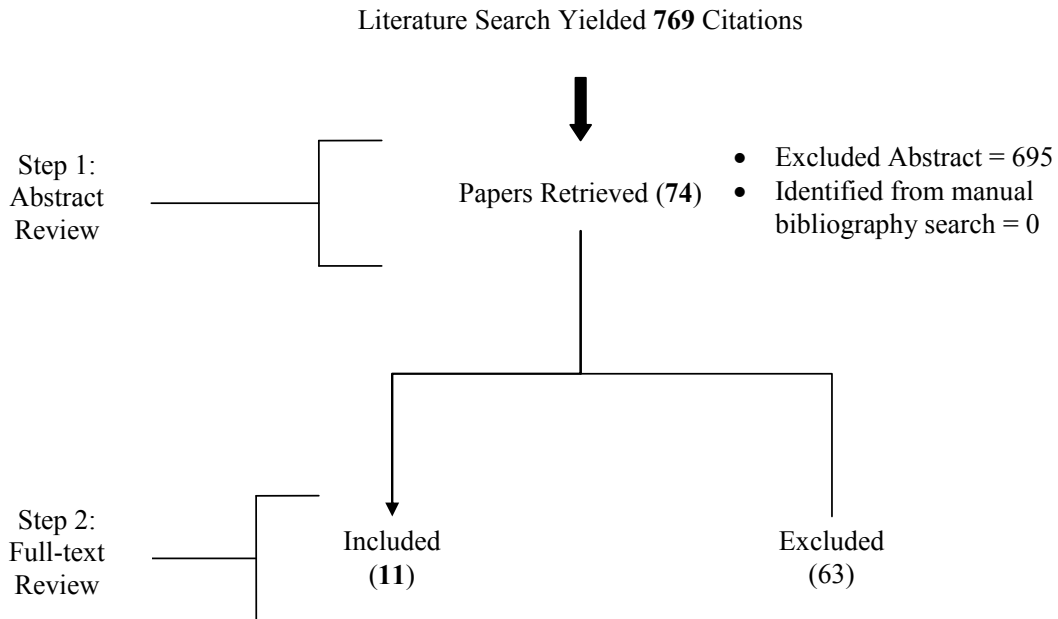 Literature Search Yielded 769 Citations
Step 1:
Abstract
Review
Papers Retrieved (74)
• Excluded Abstract = 695
• Identified from manual
bibliography search = 0
Step 2:
Full-text
Review
Included
(11)
Excluded
(63)